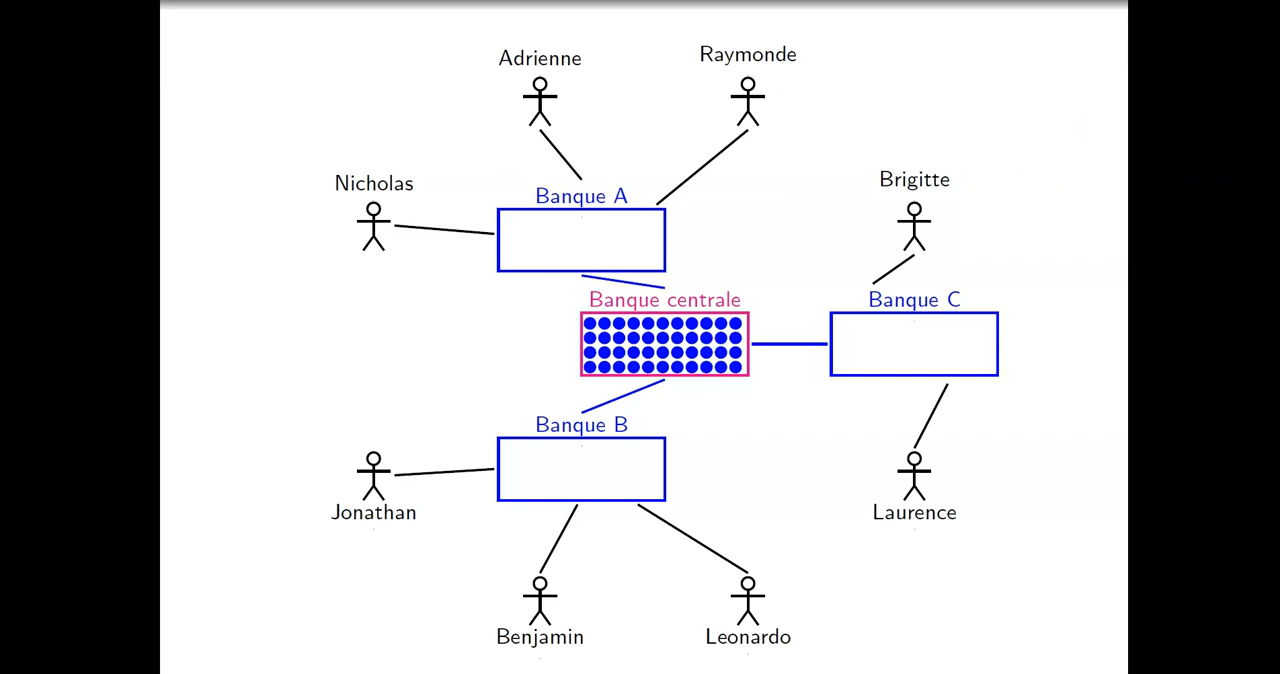 Adrienne
Raymonde
Nicholas
Banque A
Brigitte
Banque centrale
Banque C
Banque B
Jonathan
Laurence
Benjamin
Leonardo